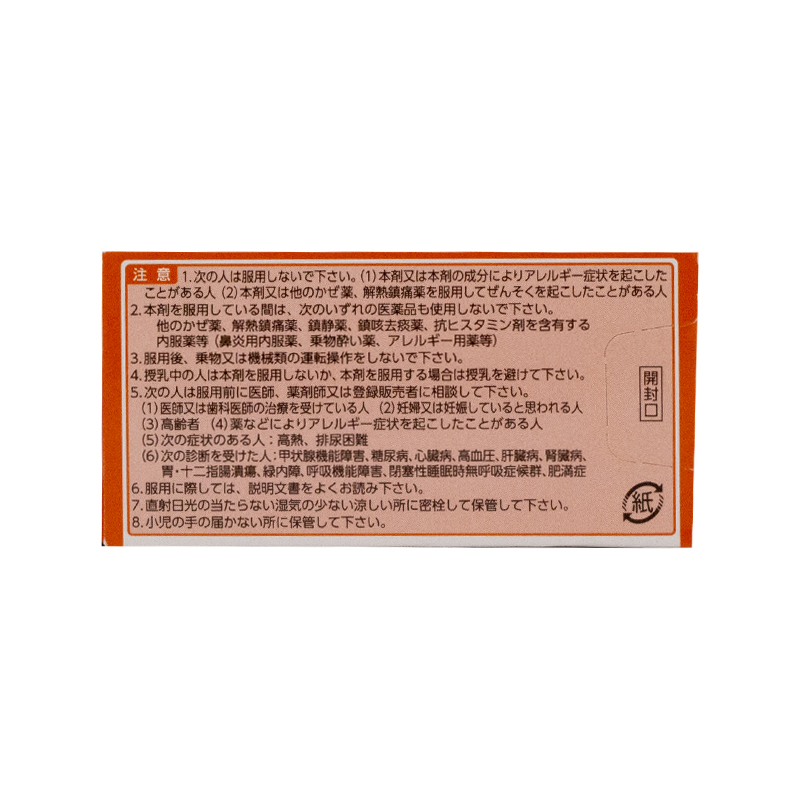 注意 1.次の人は服用しないで下さい。(1)本剤又は本剤の成分によりアレルギー症状を起こした
ことがある人 (2)本剤又は他のかぜ薬、解熱鎮痛薬を服用してぜんそくを起こしたことがある人
2.本剤を服用している間は、次のいずれの医薬品も使用しないで下さい。
他のかぜ薬、解熱鎮痛薬、鎮静薬、鎮咳去痰薬、抗ヒスタミン剤を含有する
内服薬等(鼻炎用内服薬、乗物酔い薬、アレルギー用薬等)
3.服用後、乗物又は機械類の運転操作をしないで下さい。
4.授乳中の人は本剤を服用しないか、本剤を服用する場合は授乳を避けて下さい。
5.次の人は服用前に医師、薬剤師又は登録販売者に相談して下さい。
(1)医師又は歯科医師の治療を受けている人 (2)妊婦又は妊娠していると思われる人
(3)高齢者 (4)薬などによりアレルギー症状を起こしたことがある人
(5)次の症状のある人:高熱、排尿困難
(6)次の診断を受けた人:甲状腺機能障害、糖尿病、心臓病、高血圧、肝臓病、腎臓病、
胃・十二指腸潰瘍、緑内障、呼吸機能障害、閉塞性睡眠時無呼吸症候群、肥満症
6.服用に際しては、説明文書をよくお読み下さい。
7.直射日光の当たらない湿気の少ない涼しい所に密栓して保管して下さい。
8.小児の手の届かない所に保管して下さい。
開封口
紙